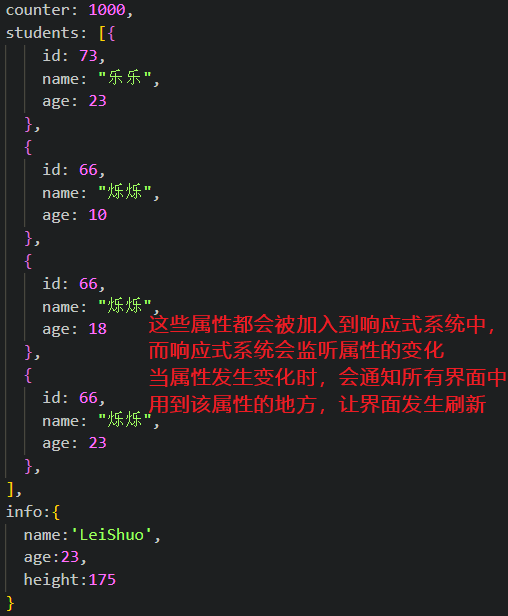 counter: 1000,
students: [{
id: 73,
name: "乐乐",
age: 23
},
{
id: 66,
name: "烁烁",
age: 10
},
{
id: 66,
name: "烁烁",
age: 18
},
{
id: 66,
name: "烁烁",
age: 23
},
],
info:{
name:'LeiShuo',
age:23,
height:175
}
这些属性都会被加入到响应式系统中，
而响应式系统会监听属性的变化
当属性发生变化时，会通知所有界面中
用到该属性的地方，让界面发生刷新